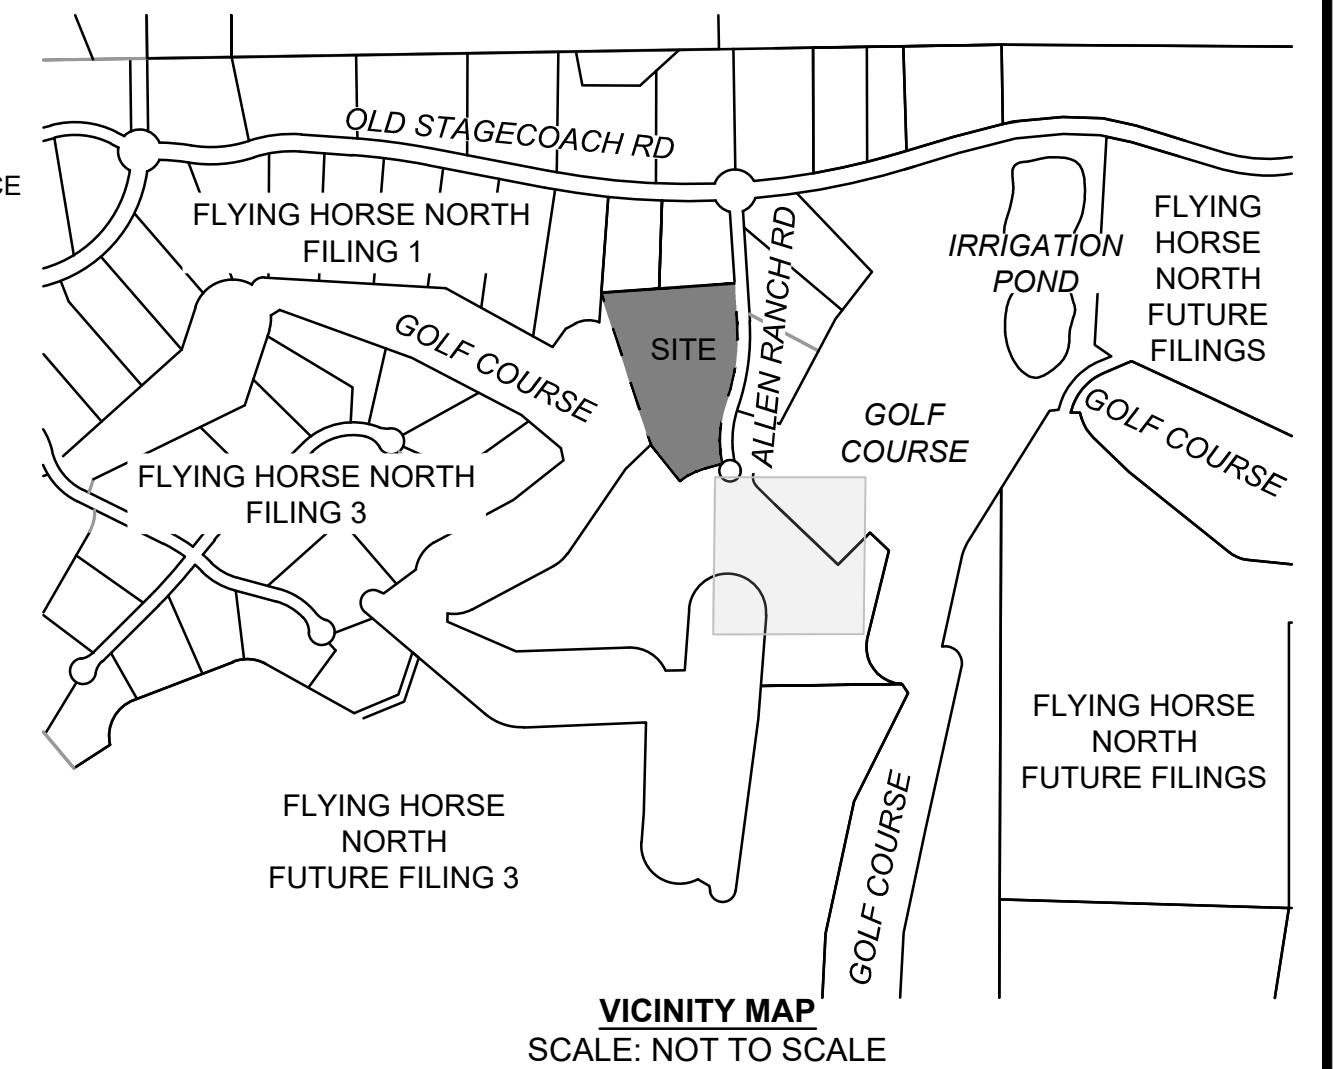 OLD STAGECOACH RD
CE
FLYING HORSE NORTH
FILING 1
ALLEN RANCH RD
IRRIGATION
POND
FLYING
HORSE
NORTH
FUTURE
FILINGS
GOLF COURSE
SITE
GOLF
COURSE
GOLF COURSE
FLYING HORSE NORTH
FILING 3
FLYING HORSE
NORTH
FUTURE FILINGS
FLYING HORSE
NORTH
FUTURE FILING 3
GOLF COURSE
VICINITY MAP
SCALE: NOT TO SCALE